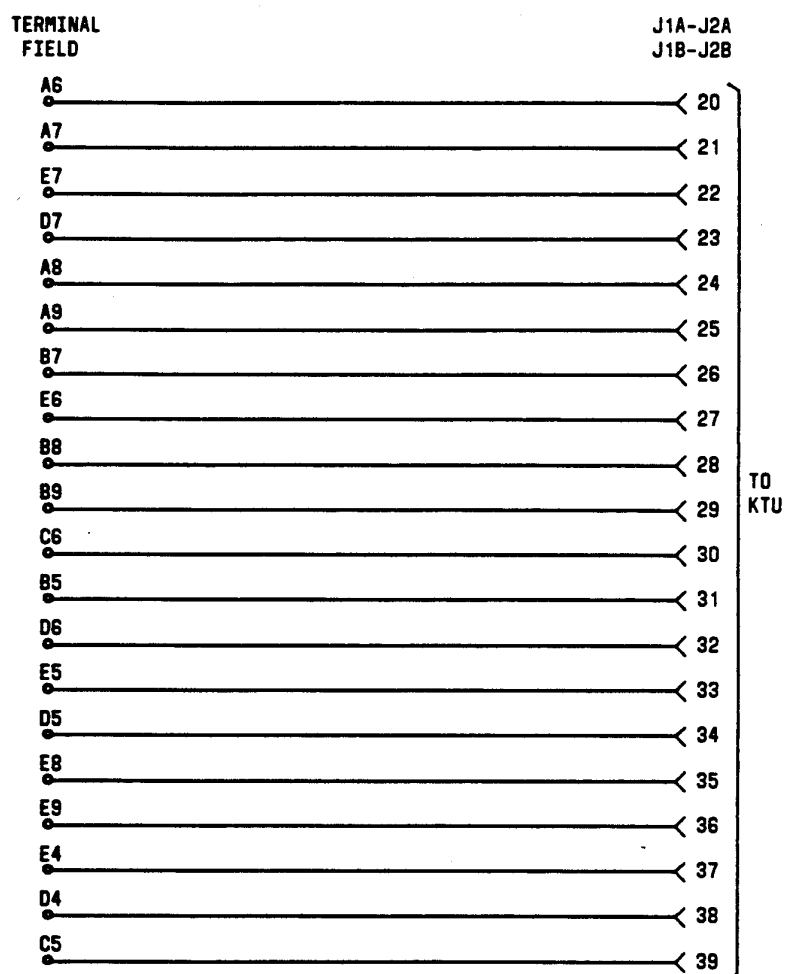 TERMINAL FIELD J1A-J2A J1B-J2B
A6 20
A7 21
E7 22
D7 23
A8 24
A9 25
B7 26
E6 27
B8 28
B9 29
C6 30
B5 31
D6 32
E5 33
D5 34
E8 35
E9 36
E4 37
D4 38
C5 39
TO
KTU